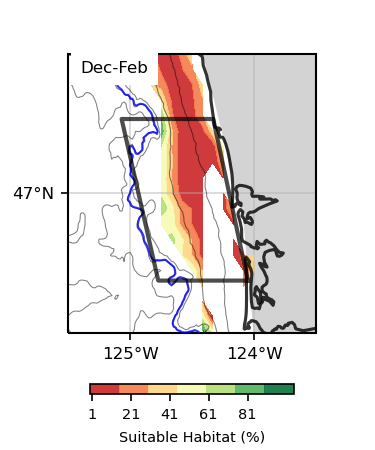 Dec-Feb
47°N
125°W 124°W
1 21 41 61 81
Suitable Habitat (%)